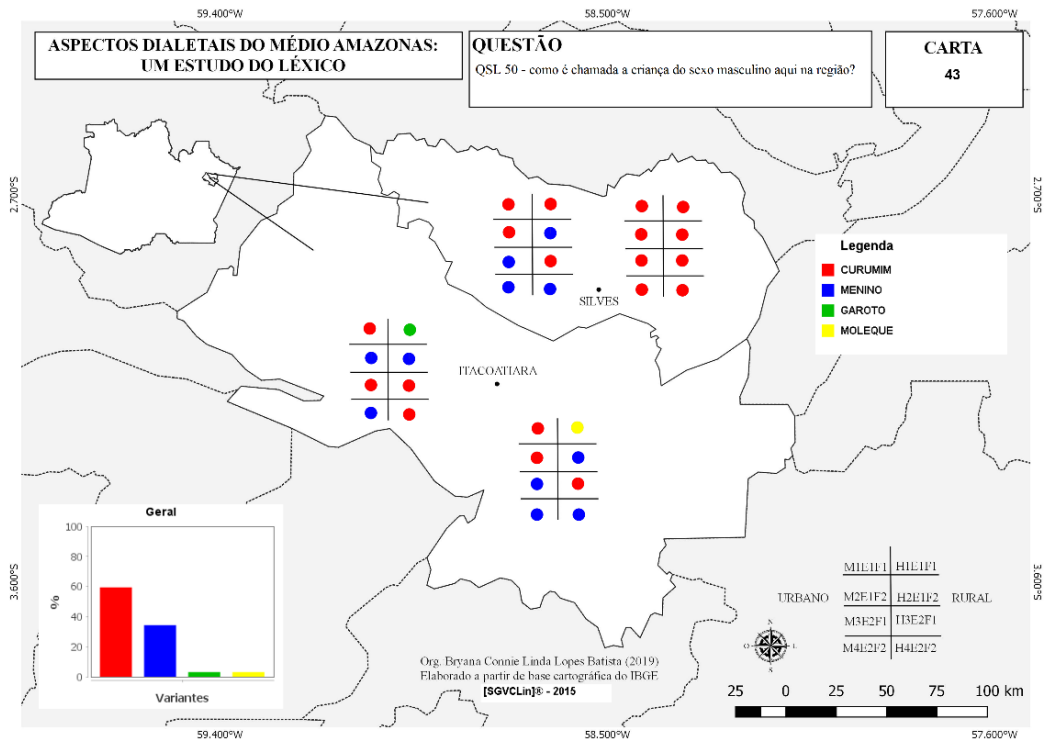 59.400°W
58.500°W
57.600°W
ASPECTOS DIALETAIS DO MÉDIO AMAZONAS:
UM ESTUDO DO LÉXICO
QUESTÃO
QSL 50 - como é chamada a criança do sexo masculino aqui na região?
CARTA
43
2.700°S
2.700°S
Legenda
CURUMIM
MENINO
GAROTO
MOLEQUE
SILVES
ITACOATIARA
Geral
100
80
60
40
20
0
%
Variantes
3.600°S
3.600°S
M1E1F1 H1E1F1
URBANO M2E1F2 H2E1F2 RURAL
M3E2F1 H3E2F1
M4E2F2 H4E2F2
N
O L
S
Org. Bryana Connie Linda Lopes Batista (2019)
Elaborado a partir de base cartográfica do IBGE
[SGVCLin]® - 2015
25 0 25 50 75 100 km
59.400°W
58.500°W
57.600°W